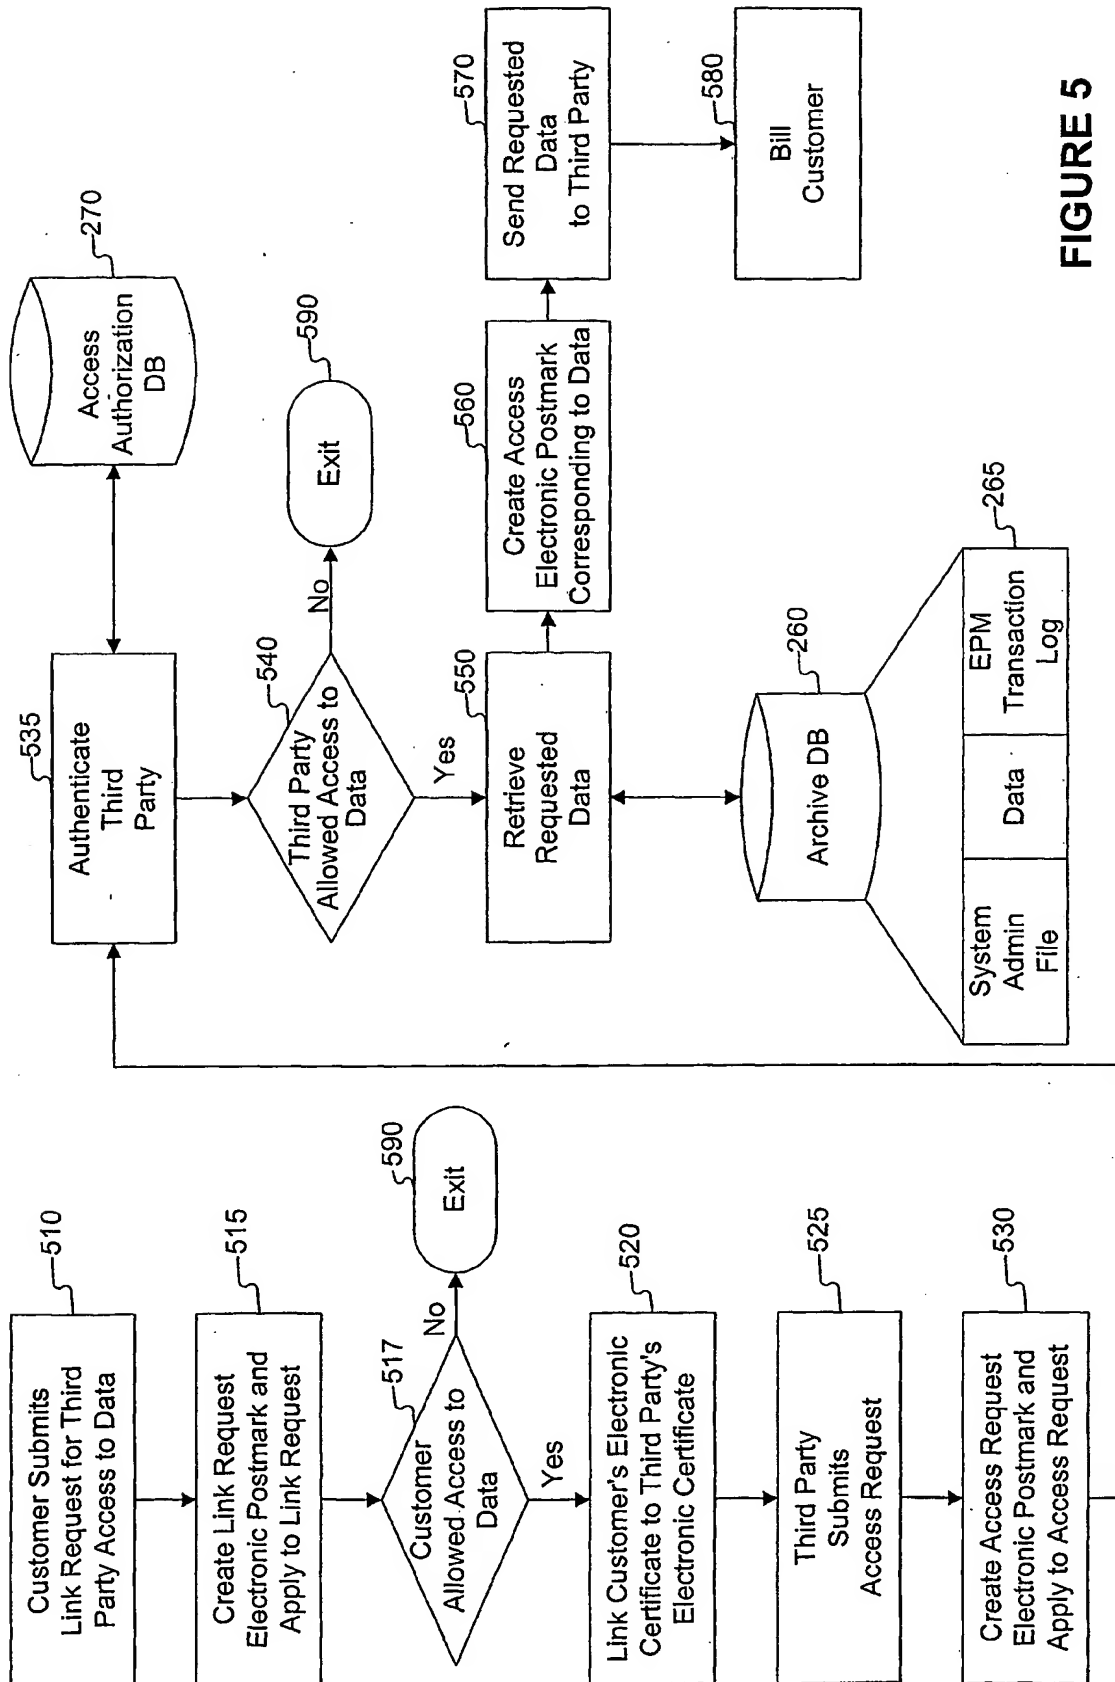 510
Customer Submits
Link Request for Third
Party Access to Data
515
Create Link Request
Electronic Postmark and
Apply to Link Request
517
Customer
Allowed Access to
Data
No
590
Exit
Yes
520
Link Customer's Electronic
Certificate to Third Party's
Electronic Certificate
525
Third Party
Submits
Access Request
530
Create Access Request
Electronic Postmark and
Apply to Access Request
535
Authenticate
Third
Party
270
Access
Authorization
DB
540
Third Party
Allowed Access to
Data
No
590
Exit
Yes
550
Retrieve
Requested
Data
560
Create Access
Electronic Postmark
Corresponding to Data
570
Send Requested
Data
to Third Party
580
Bill
Customer
260
Archive DB
265
System
Admin
File
Data
EPM
Transaction
Log
FIGURE 5